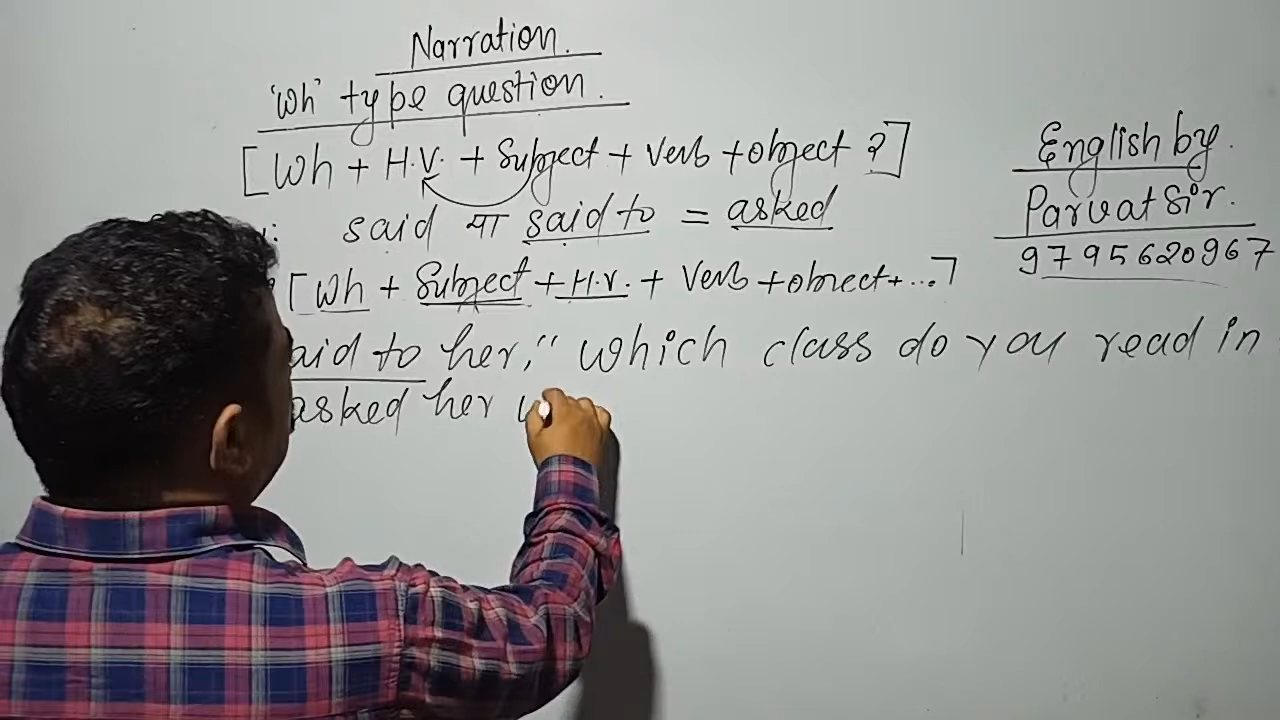 Narration.
'Wh' type question.
[Wh + H.V. + Subject + Verb + object ?]
said या said to = asked
[Wh + Subject + H.V. + Verb + object + ....]
aid to her, " Which class do you read in
asked her
English by
Parvat Sir.
9795620967